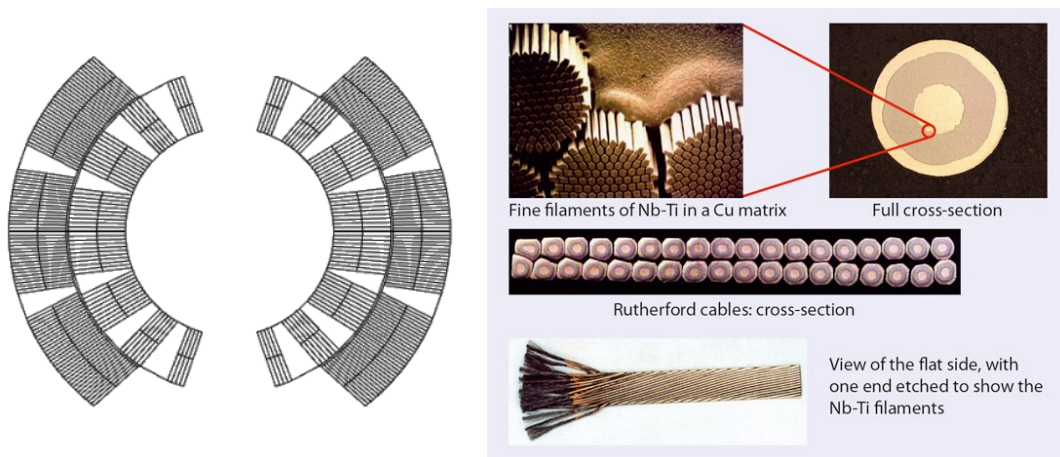 Fine filaments of Nb-Ti in a Cu matrix
Full cross-section
Rutherford cables: cross-section
View of the flat side, with
one end etched to show the
Nb-Ti filaments